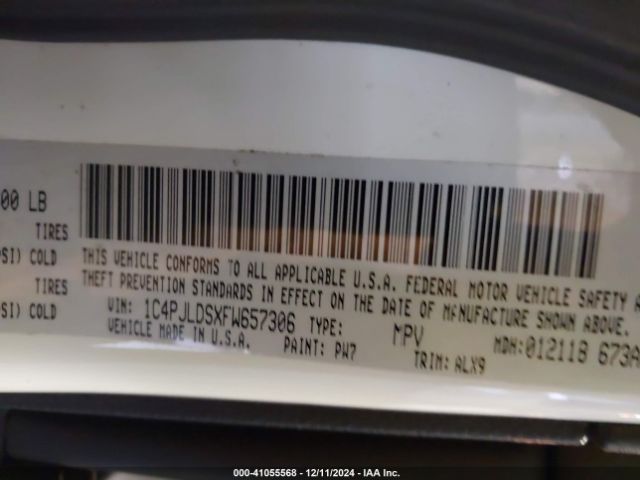 00 LB
TIRES
PSI) COLD
TIRES
PSI) COLD
THIS VEHICLE CONFORMS TO ALL APPLICABLE U.S.A. FEDERAL MOTOR VEHICLE SAFETY A
THEFT PREVENTION STANDARDS IN EFFECT ON THE DATE OF MANUFACTURE SHOWN ABOVE.
VIN: 1C4PJLDSXFW657306 TYPE: MPV MDH: 012118 673A
VEHICLE MADE IN U.S.A. PAINT: PW7 TRIM: ALX9
000-41055568 - 12/11/2024 - IAA Inc.